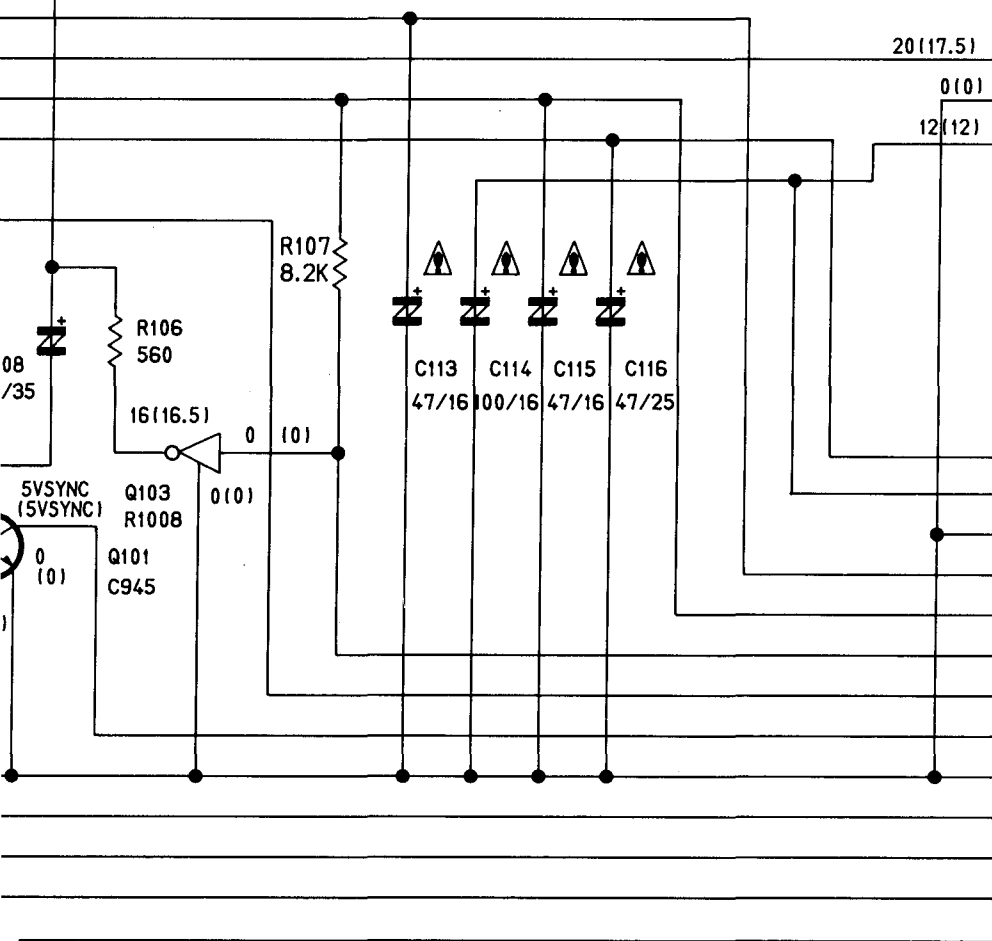 20(17.5)
0(0)
12(12)
R107
8.2K
+
+
+
+
+
R106
560
08
/35
C113
C114
C115
C116
47/16
100/16
47/16
47/25
16(16.5)
0
(0)
5VSYNC
(5VSYNC)
Q103
R1008
0(0)
0
(0)
Q101
C945
)